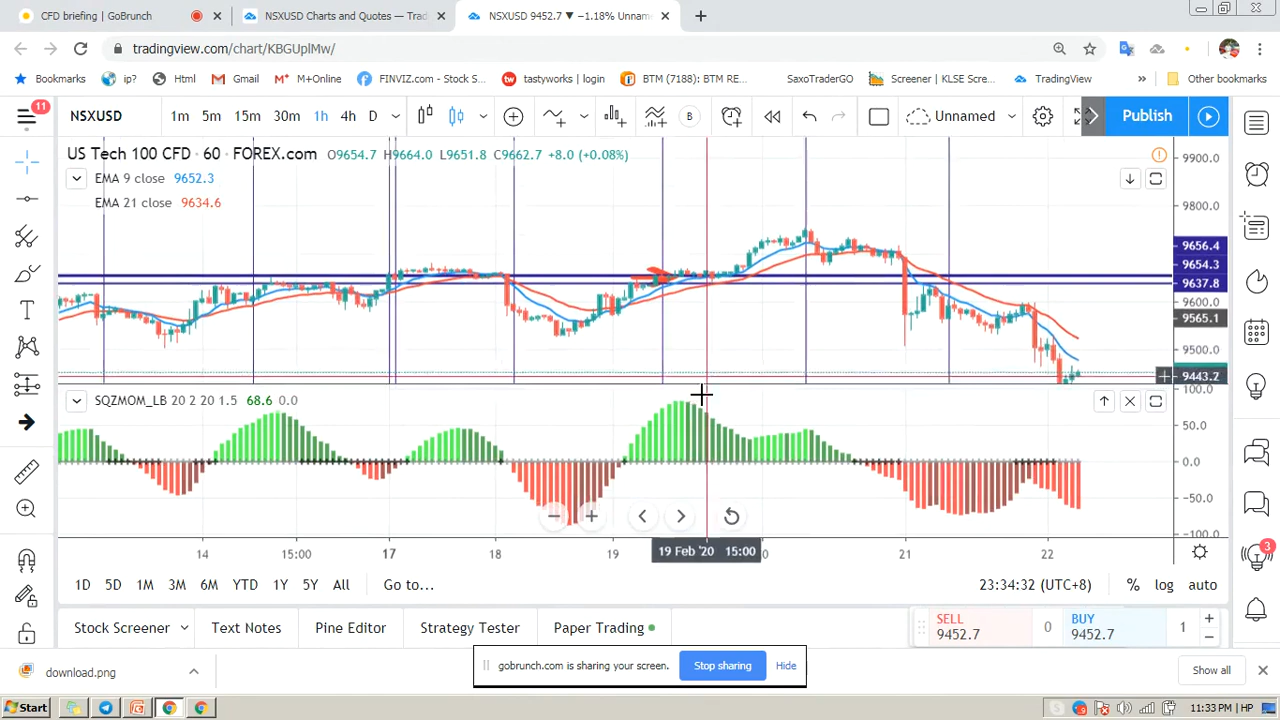 CFD briefing | GoBrunch
NSXUSD Charts and Quotes — Trad
NSXUSD 9452.7 ▼ −1.18% Unnam
tradingview.com/chart/KBGUplMw/
Bookmarks ip? Html Gmail M+Online FINVIZ.com - Stock S... tastyworks | login BTM (7188): BTM RE... SaxoTraderGO Screener | KLSE Scre... TradingView » Other bookmarks
11 NSXUSD 1m 5m 15m 30m 1h 4h D B Unnamed Publish
US Tech 100 CFD · 60 · FOREX.com O9654.7 H9664.0 L9651.8 C9662.7 +8.0 (+0.08%)
EMA 9 close 9652.3
EMA 21 close 9634.6
9900.0
9800.0
9656.4
9654.3
9637.8
9600.0
9565.1
9500.0
9443.7
100.0
SQZMOM_LB 20 2 20 1.5 68.6 0.0
50.0
0.0
−50.0
−100.0
14 15:00 17 18 19 19 Feb '20 15:00 0 21 22
3
1D 5D 1M 3M 6M YTD 1Y 5Y All Go to... 23:34:32 (UTC+8) % log auto
Stock Screener Text Notes Pine Editor Strategy Tester Paper Trading
SELL 9452.7 0 BUY 9452.7 1 + −
gobrunch.com is sharing your screen. Stop sharing Hide
download.png Show all
Start 11:33 PM | HP